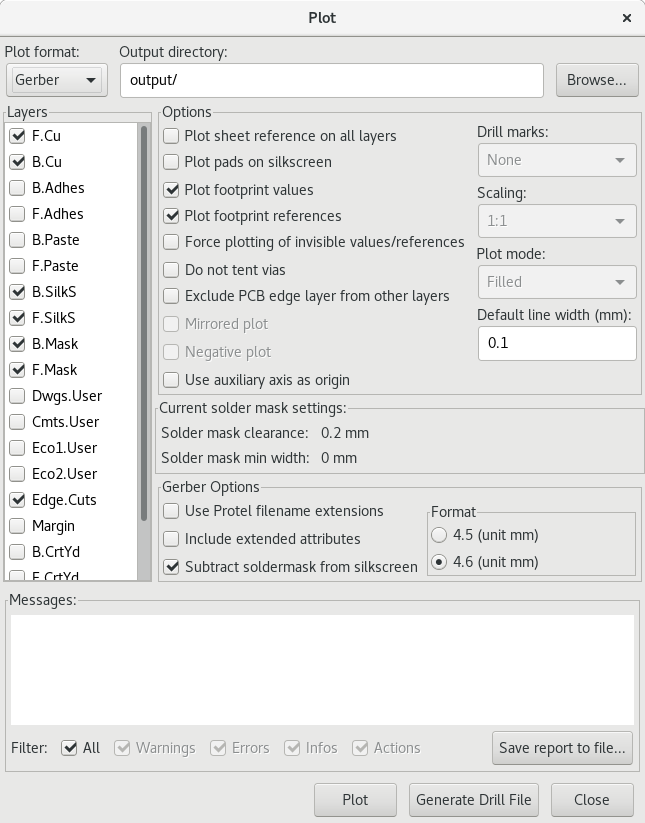 Plot
Plot format:
Output directory:
Gerber
output/
Browse...
Layers
F.Cu
B.Cu
B.Adhes
F.Adhes
B.Paste
F.Paste
B.SilkS
F.SilkS
B.Mask
F.Mask
Dwgs.User
Cmts.User
Eco1.User
Eco2.User
Edge.Cuts
Margin
B.CrtYd
F.CrtYd
Options
Plot sheet reference on all layers
Plot pads on silkscreen
Plot footprint values
Plot footprint references
Force plotting of invisible values/references
Do not tent vias
Exclude PCB edge layer from other layers
Mirrored plot
Negative plot
Use auxiliary axis as origin
Drill marks:
None
Scaling:
1:1
Plot mode:
Filled
Default line width (mm):
0.1
Current solder mask settings:
Solder mask clearance: 0.2 mm
Solder mask min width: 0 mm
Gerber Options
Use Protel filename extensions
Include extended attributes
Subtract soldermask from silkscreen
Format
4.5 (unit mm)
4.6 (unit mm)
Messages:
Filter: All Warnings Errors Infos Actions
Save report to file...
Plot
Generate Drill File
Close